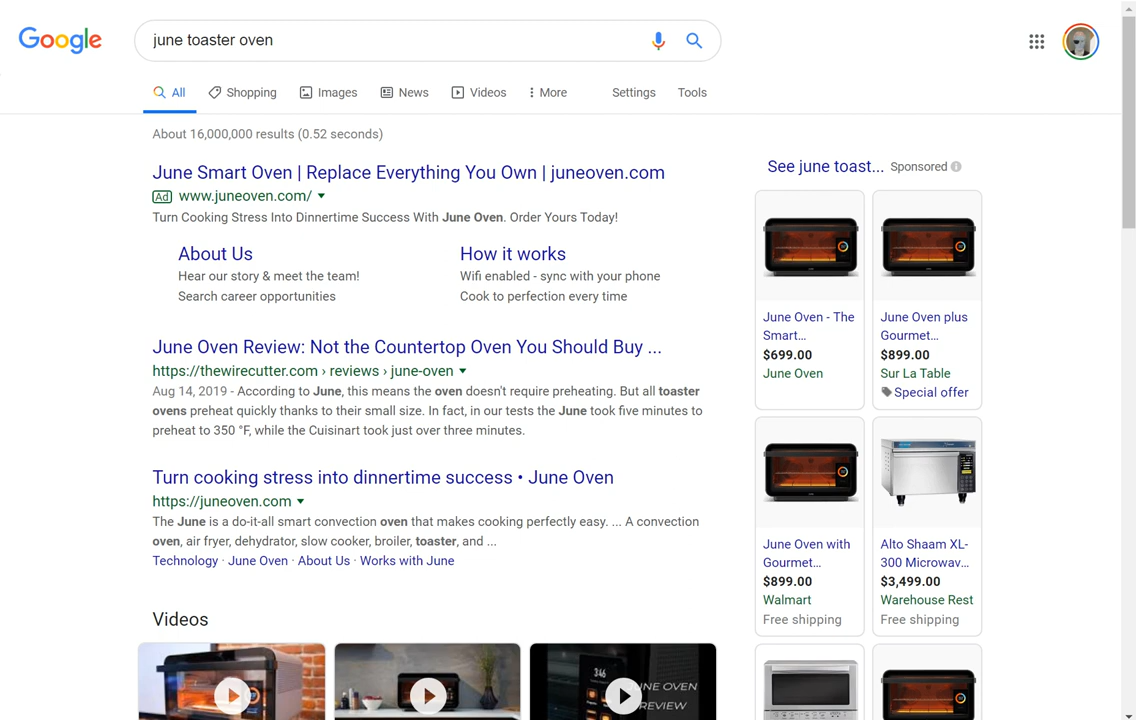 Google
june toaster oven
All
Shopping
Images
News
Videos
More
Settings
Tools
About 16,000,000 results (0.52 seconds)
June Smart Oven | Replace Everything You Own | juneoven.com
Ad www.juneoven.com/
Turn Cooking Stress Into Dinnertime Success With June Oven. Order Yours Today!
About Us
Hear our story & meet the team!
Search career opportunities
How it works
Wifi enabled - sync with your phone
Cook to perfection every time
June Oven Review: Not the Countertop Oven You Should Buy ...
https://thewirecutter.com › reviews › june-oven
Aug 14, 2019 - According to June, this means the oven doesn't require preheating. But all toaster
ovens preheat quickly thanks to their small size. In fact, in our tests the June took five minutes to
preheat to 350 °F, while the Cuisinart took just over three minutes.
Turn cooking stress into dinnertime success • June Oven
https://juneoven.com
The June is a do-it-all smart convection oven that makes cooking perfectly easy. ... A convection
oven, air fryer, dehydrator, slow cooker, broiler, toaster, and ...
Technology · June Oven · About Us · Works with June
Videos
3:46
JUNE OVEN
REVIEW
See june toast... Sponsored
June Oven - The
Smart...
$699.00
June Oven
June Oven plus
Gourmet...
$899.00
Sur La Table
Special offer
June Oven with
Gourmet...
$899.00
Walmart
Free shipping
Alto Shaam XL-
300 Microwav...
$3,499.00
Warehouse Rest
Free shipping